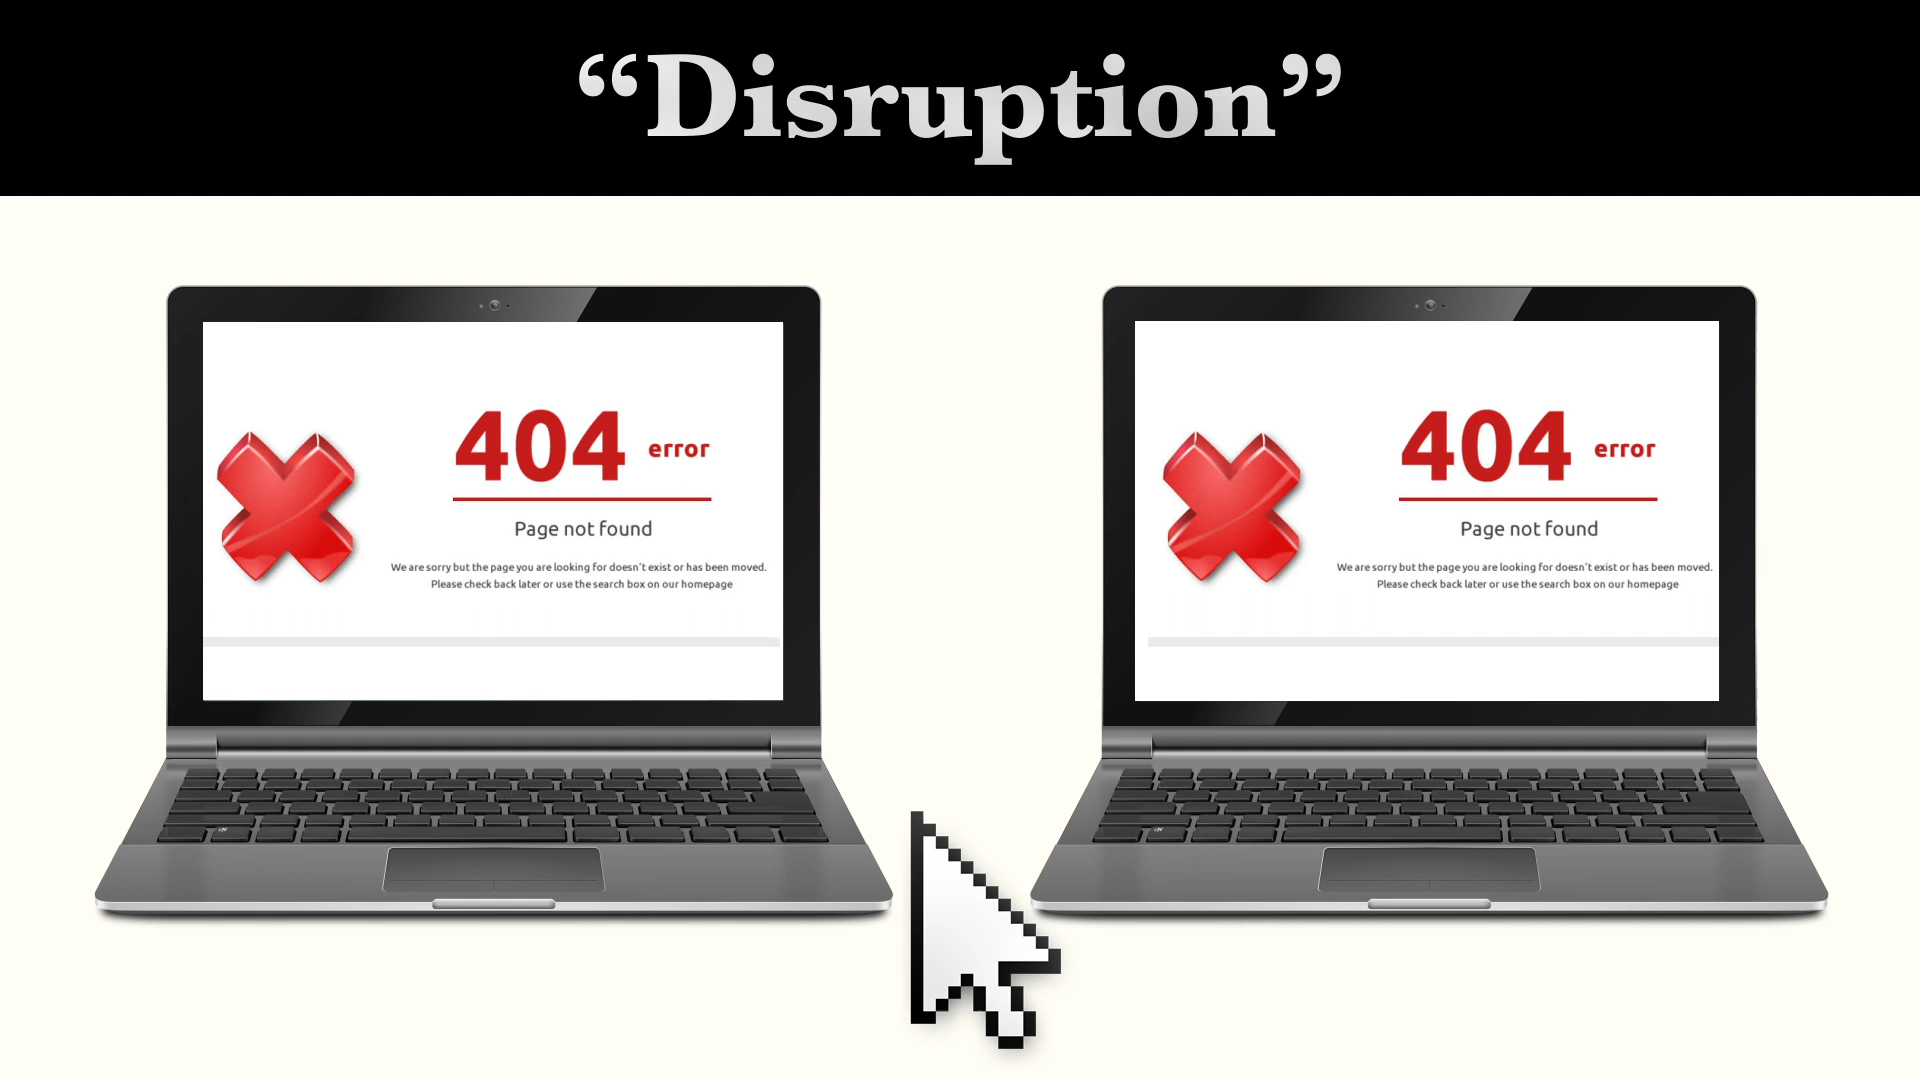 “Disruption”
404 error
Page not found
We are sorry but the page you are looking for doesn't exist or has been moved.
Please check back later or use the search box on our homepage
404 error
Page not found
We are sorry but the page you are looking for doesn't exist or has been moved.
Please check back later or use the search box on our homepage